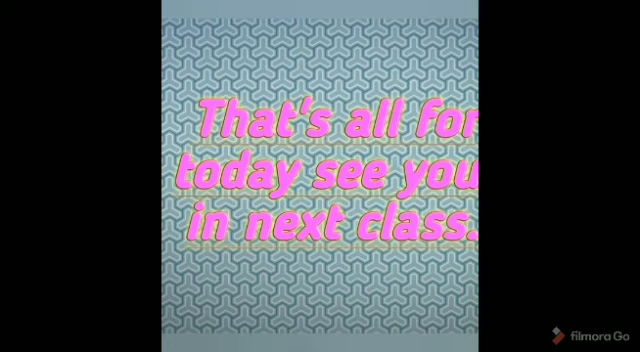 That's all for
today see you
in next class.
filmora Go